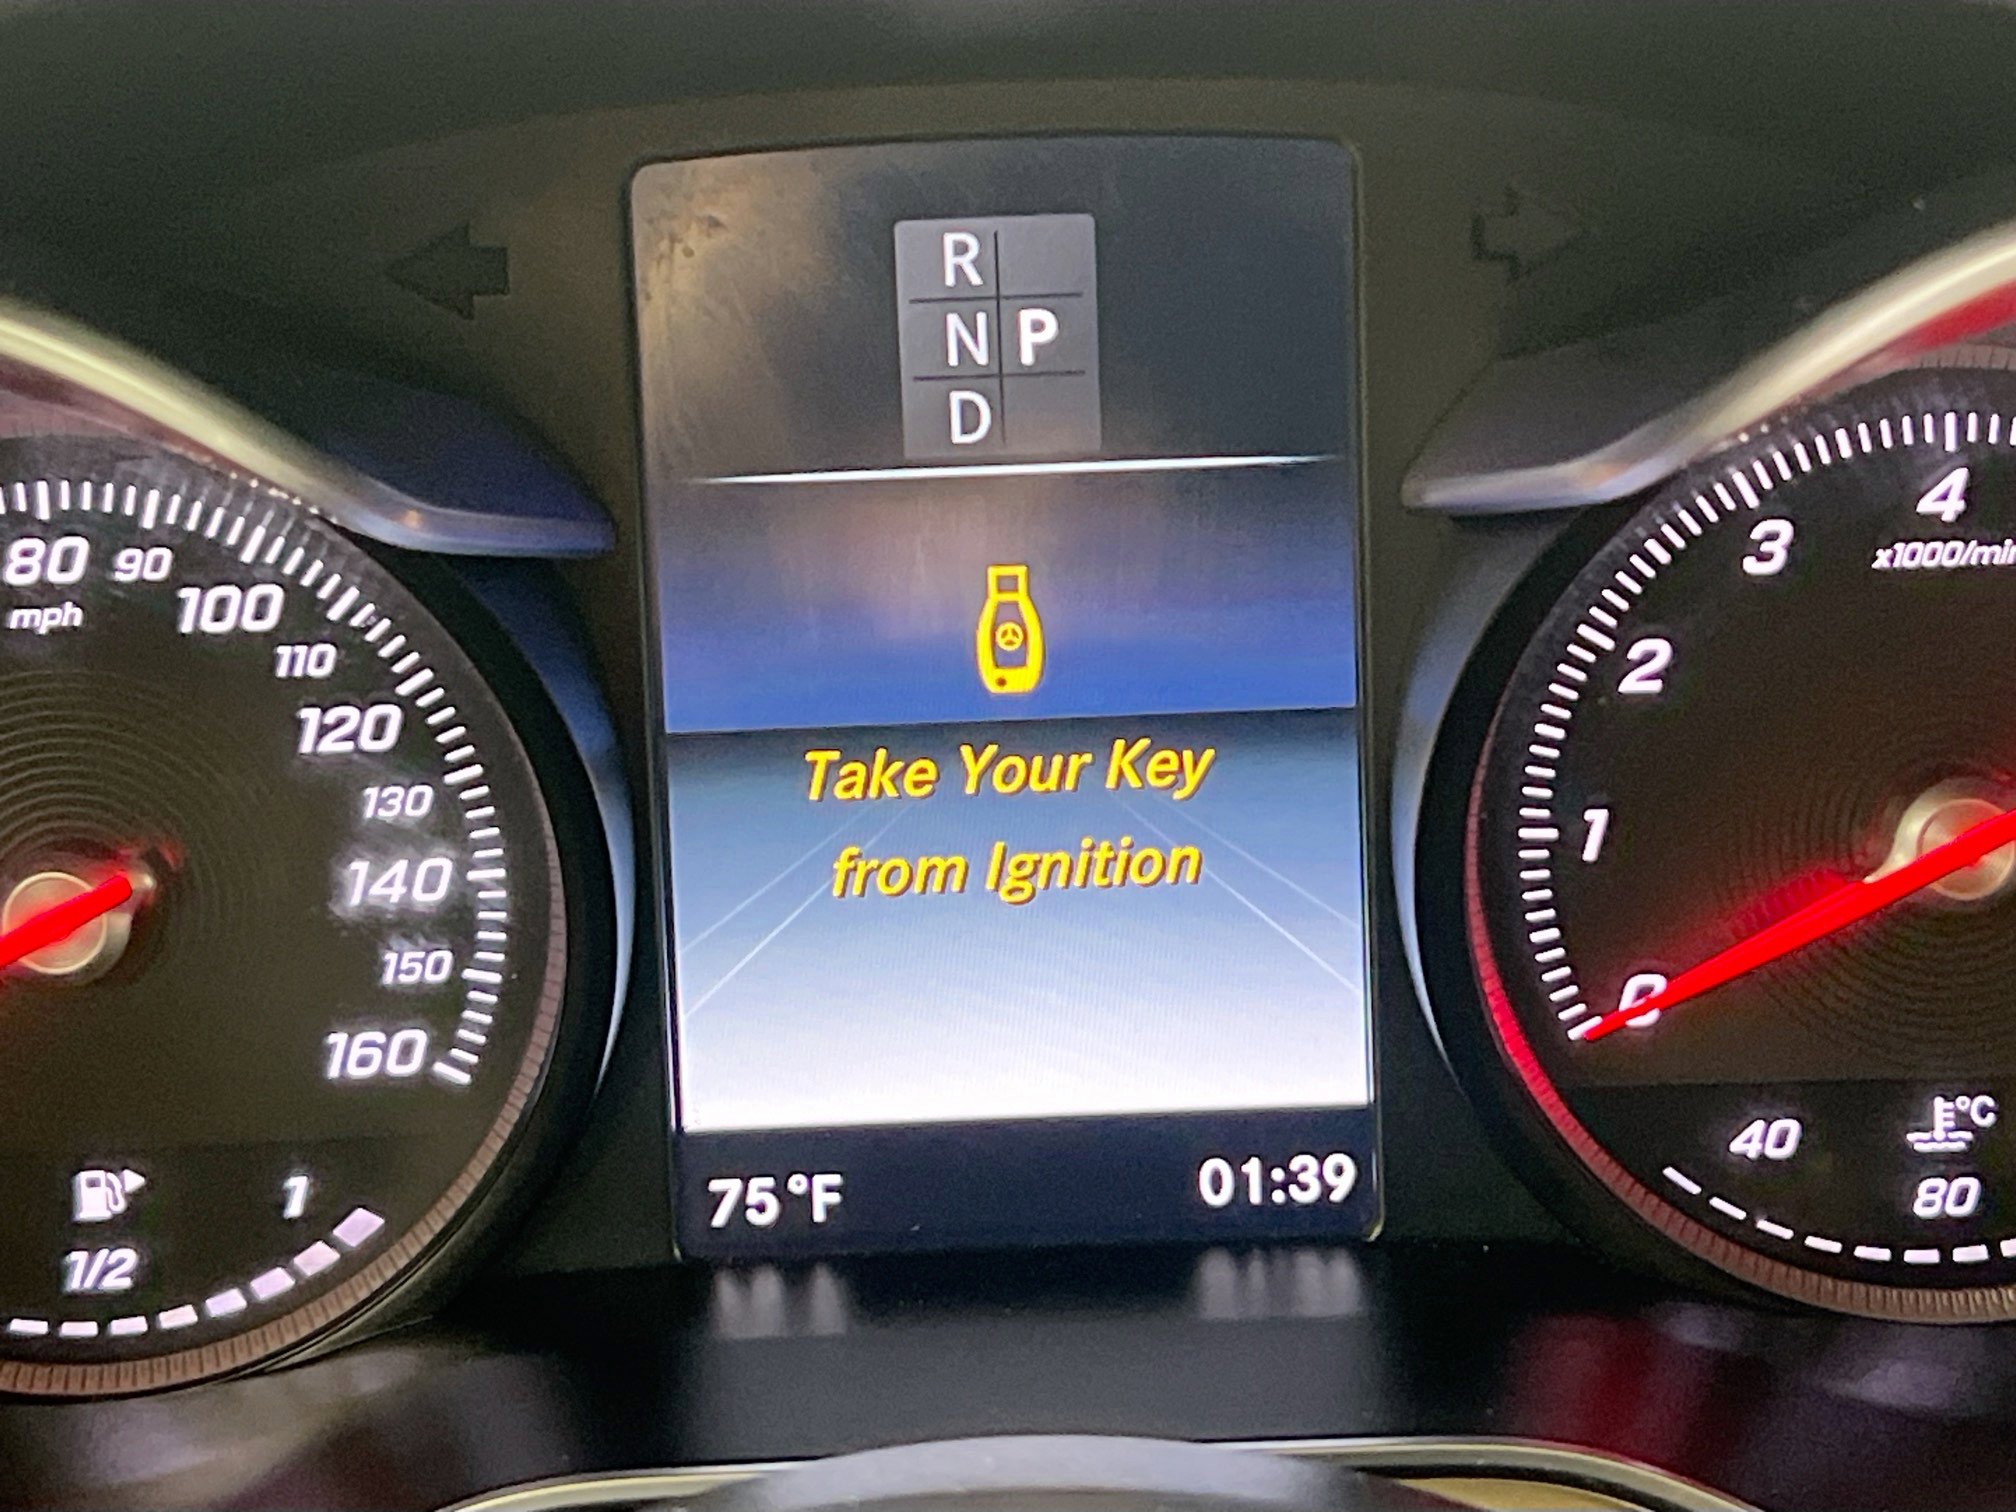 R
N P
D
80
mph
90
100
110
120
130
140
150
160
1
1/2
Take Your Key
from Ignition
75°F
01:39
4
x1000/min
3
2
1
0
40
°C
80